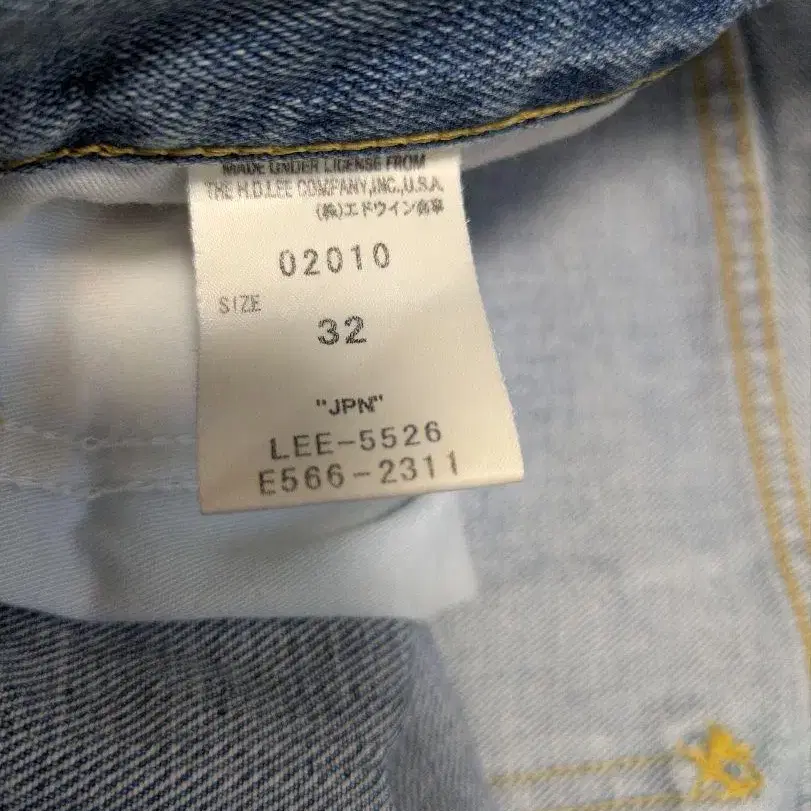 MADE UNDER LICENSE FROM
THE H.D.LEE COMPANY,INC.,U.S.A.
(株)エドウイン商事
02010
SIZE
32
"JPN"
LEE-5526
E566-2311